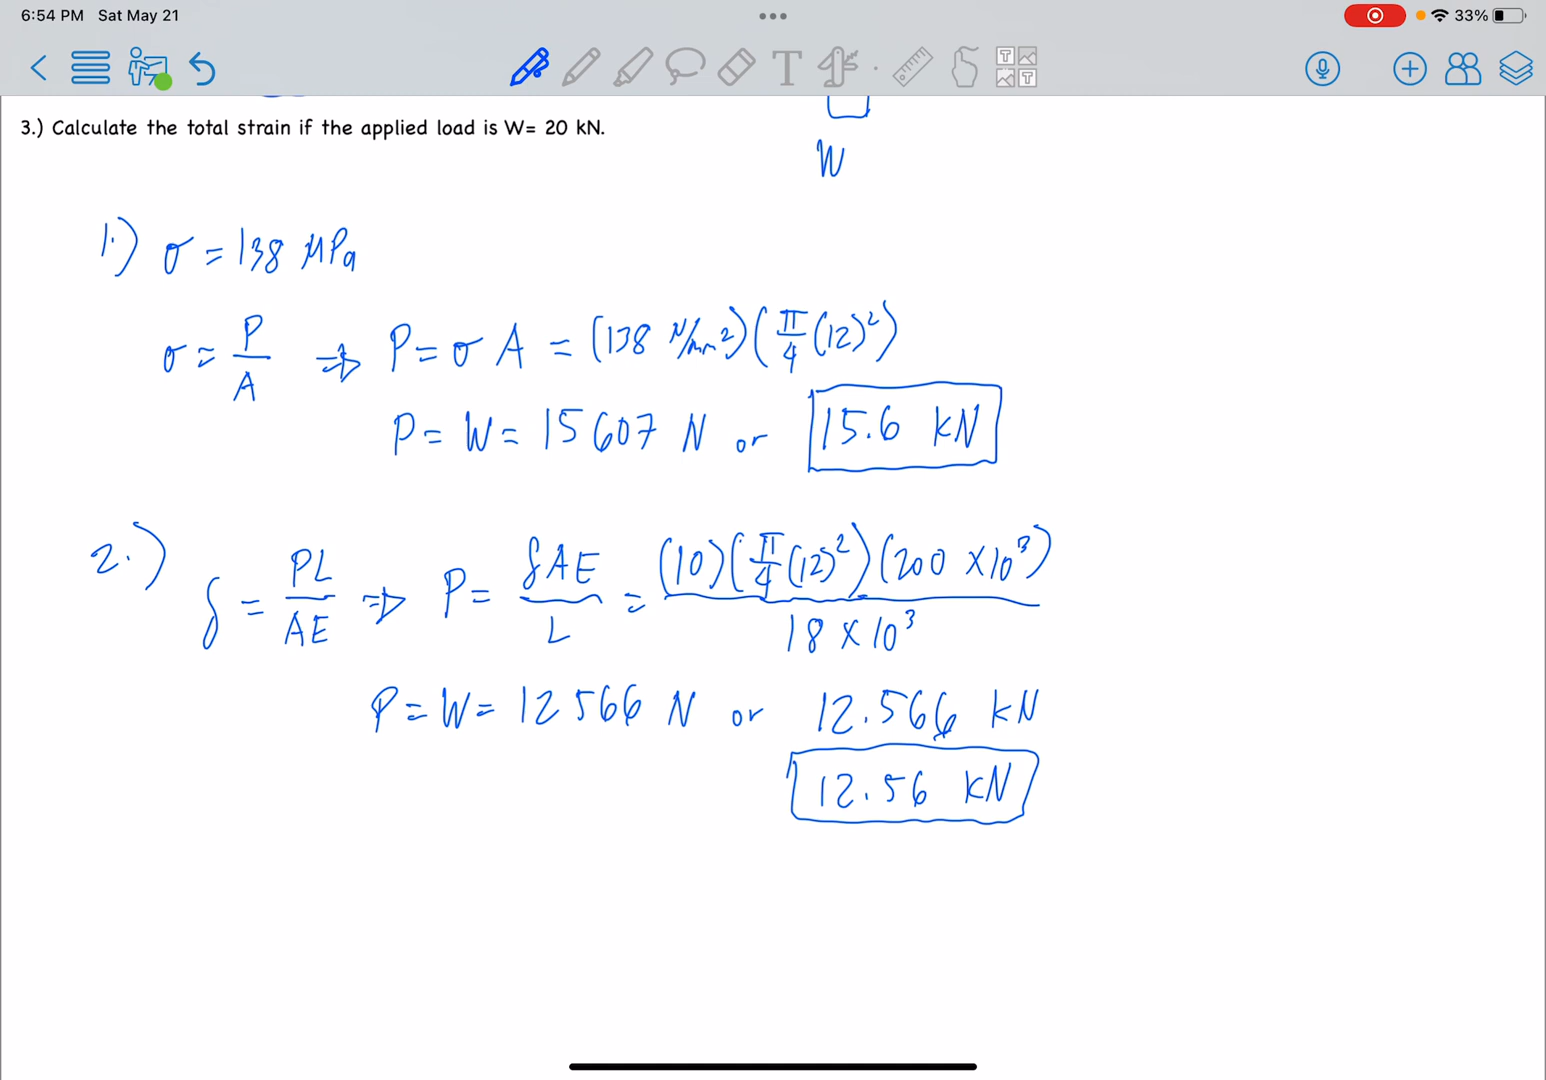 6:54 PM Sat May 21
33%
T
3.) Calculate the total strain if the applied load is W= 20 kN.
W
1.) σ = 138 MPa
σ = P/A ⇒ P = σ A = (138 N/mm²)(π/4 (12)²)
P = W = 15607 N or 15.6 kN
2.) δ = PL/AE ⇒ P = δAE/L = (10)(π/4 (12)²)(200 x10³)/18 x 10³
P = W = 12566 N or 12.566 kN
12.56 kN